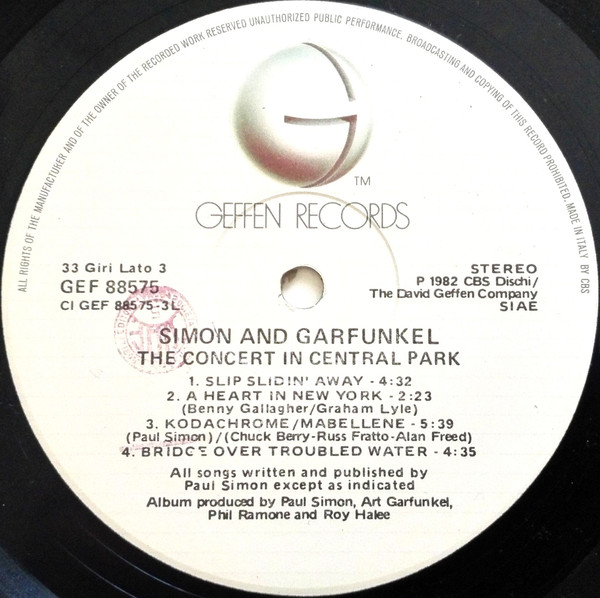 ALL RIGHTS OF THE MANUFACTURER AND OF THE OWNER OF THE RECORDED WORK RESERVED UNAUTHORIZED PUBLIC PERFORMANCE, BROADCASTING AND COPYING OF THIS RECORD PROHIBITED. MADE IN ITALY BY CBS
TM
GEFFEN RECORDS
33 Giri Lato 3
GEF 88575
CI GEF 88575-3L
STEREO
P 1982 CBS Dischi/
The David Geffen Company
SIAE
SIMON AND GARFUNKEL
THE CONCERT IN CENTRAL PARK
1. SLIP SLIDIN' AWAY - 4:32
2. A HEART IN NEW YORK - 2:23
(Benny Gallagher/Graham Lyle)
3. KODACHROME/MABELLENE - 5:39
(Paul Simon)/(Chuck Berry-Russ Fratto-Alan Freed)
4. BRIDGE OVER TROUBLED WATER - 4:35
All songs written and published by
Paul Simon except as indicated
Album produced by Paul Simon, Art Garfunkel,
Phil Ramone and Roy Halee